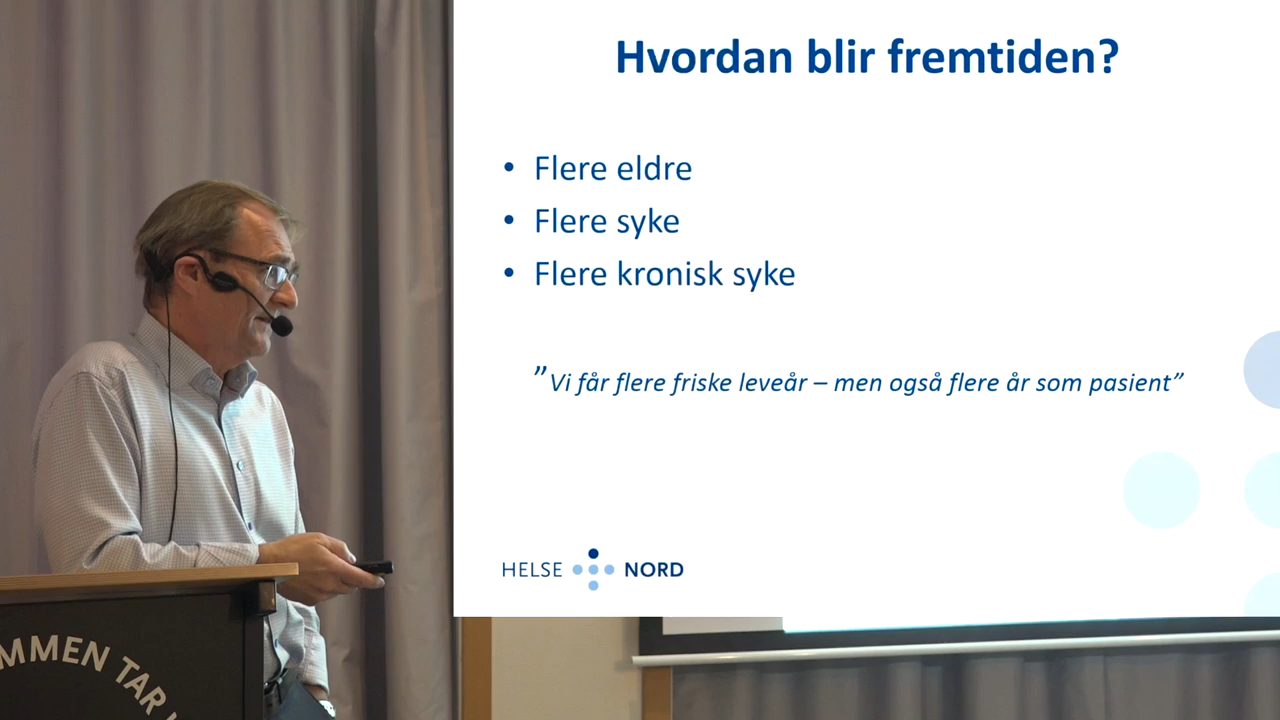 Hvordan blir fremtiden?
• Flere eldre
• Flere syke
• Flere kronisk syke
”Vi får flere friske leveår – men også flere år som pasient”
HELSE NORD
MMEN TAR